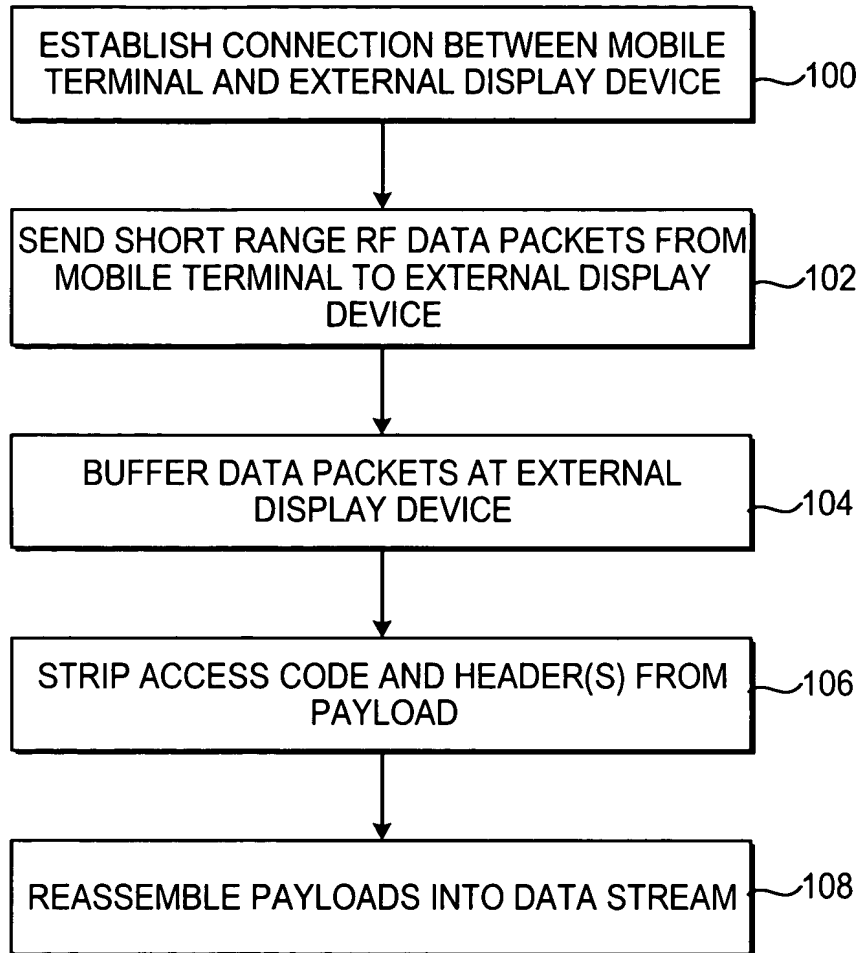 ESTABLISH CONNECTION BETWEEN MOBILE
TERMINAL AND EXTERNAL DISPLAY DEVICE
100
SEND SHORT RANGE RF DATA PACKETS FROM
MOBILE TERMINAL TO EXTERNAL DISPLAY
DEVICE
102
BUFFER DATA PACKETS AT EXTERNAL
DISPLAY DEVICE
104
STRIP ACCESS CODE AND HEADER(S) FROM
PAYLOAD
106
REASSEMBLE PAYLOADS INTO DATA STREAM
108